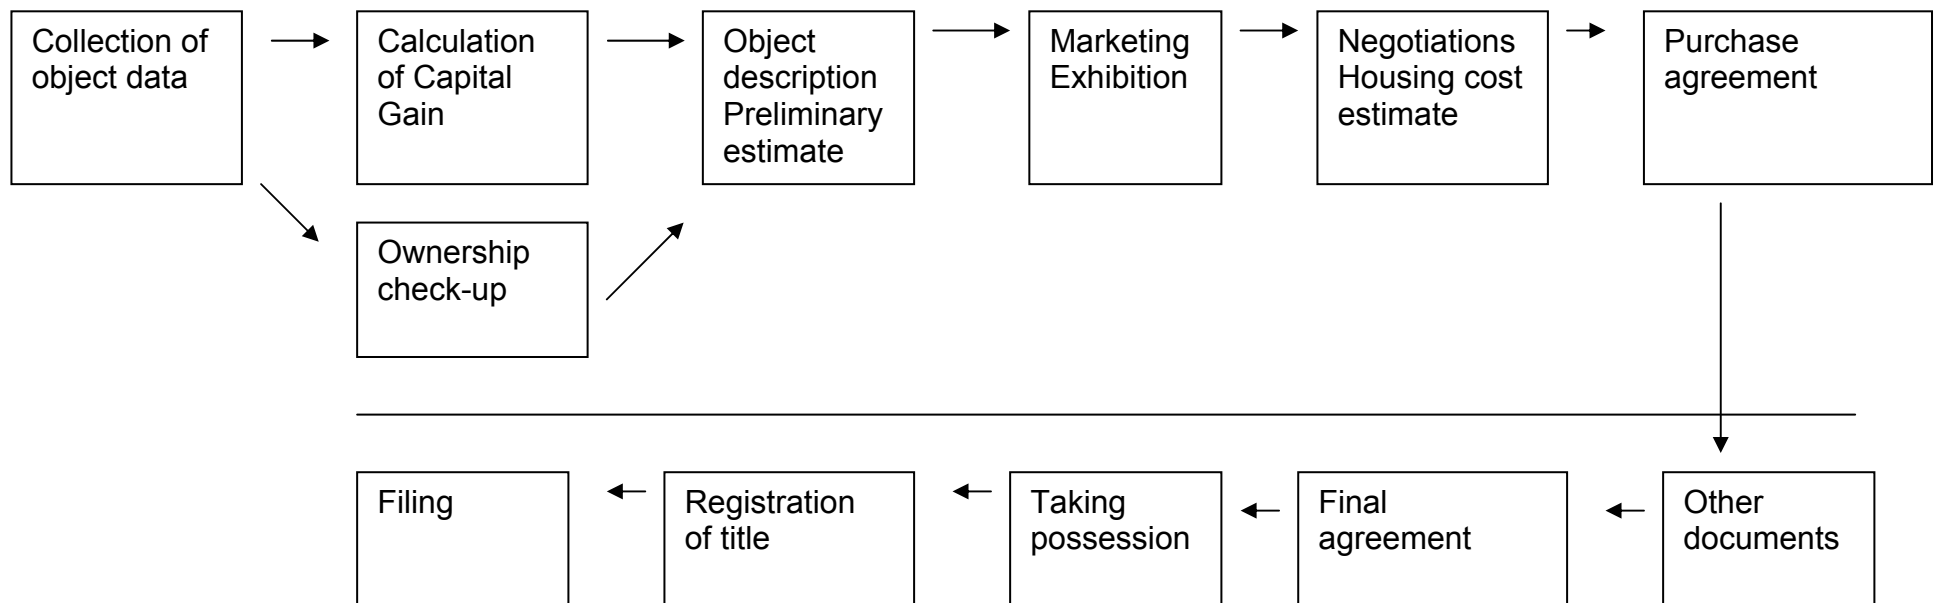 Collection of
object data
Calculation
of Capital
Gain
Object
description
Preliminary
estimate
Marketing
Exhibition
Negotiations
Housing cost
estimate
Purchase
agreement
Ownership
check-up
Filing
Registration
of title
Taking
possession
Final
agreement
Other
documents